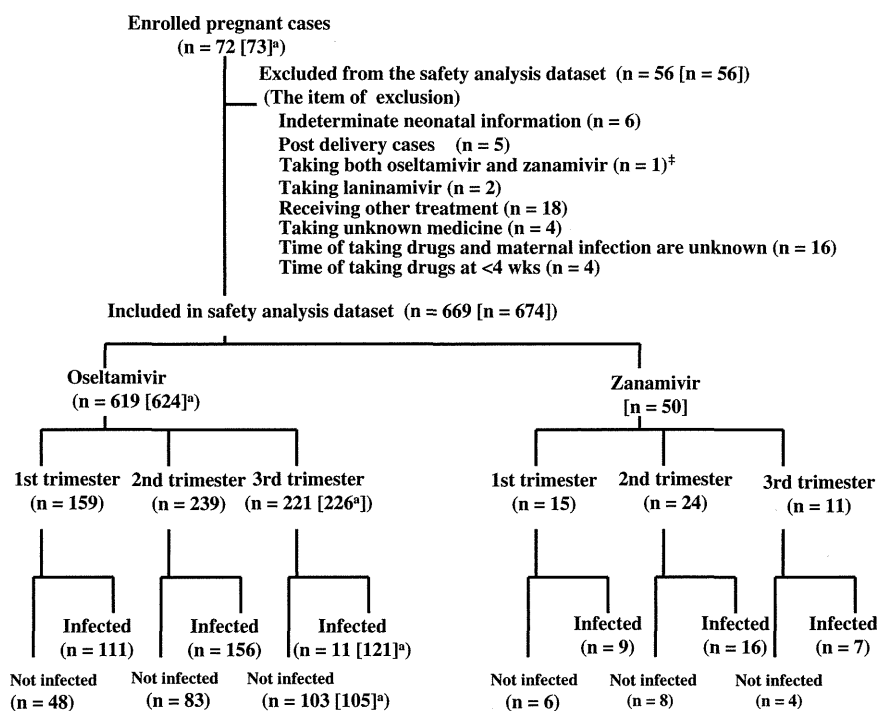 Enrolled pregnant cases
(n = 72 [73]ᵃ)
Excluded from the safety analysis dataset (n = 56 [n = 56])
(The item of exclusion)
Indeterminate neonatal information (n = 6)
Post delivery cases (n = 5)
Taking both oseltamivir and zanamivir (n = 1)‡
Taking laninamivir (n = 2)
Receiving other treatment (n = 18)
Taking unknown medicine (n = 4)
Time of taking drugs and maternal infection are unknown (n = 16)
Time of taking drugs at <4 wks (n = 4)
Included in safety analysis dataset (n = 669 [n = 674])
Oseltamivir
(n = 619 [624]ᵃ)
Zanamivir
[n = 50]
1st trimester
(n = 159)
2nd trimester
(n = 239)
3rd trimester
(n = 221 [226ᵃ])
1st trimester
(n = 15)
2nd trimester
(n = 24)
3rd trimester
(n = 11)
Infected
(n = 111)
Infected
(n = 156)
Infected
(n = 11 [121]ᵃ)
Infected
(n = 9)
Infected
(n = 16)
Infected
(n = 7)
Not infected
(n = 48)
Not infected
(n = 83)
Not infected
(n = 103 [105]ᵃ)
Not infected
(n = 6)
Not infected
(n = 8)
Not infected
(n = 4)